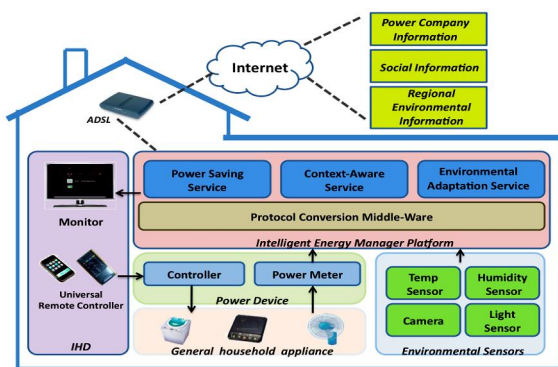 Power Company
Information
Social Information
Regional
Environmental
Information
Internet
ADSL
Power Saving
Service
Context-Aware
Service
Environmental
Adaptation Service
Protocol Conversion Middle-Ware
Intelligent Energy Manager Platform
Monitor
Universal
Remote Controller
IHD
Controller
Power Meter
Power Device
General household appliance
Temp
Sensor
Humidity
Sensor
Camera
Light
Sensor
Environmental Sensors